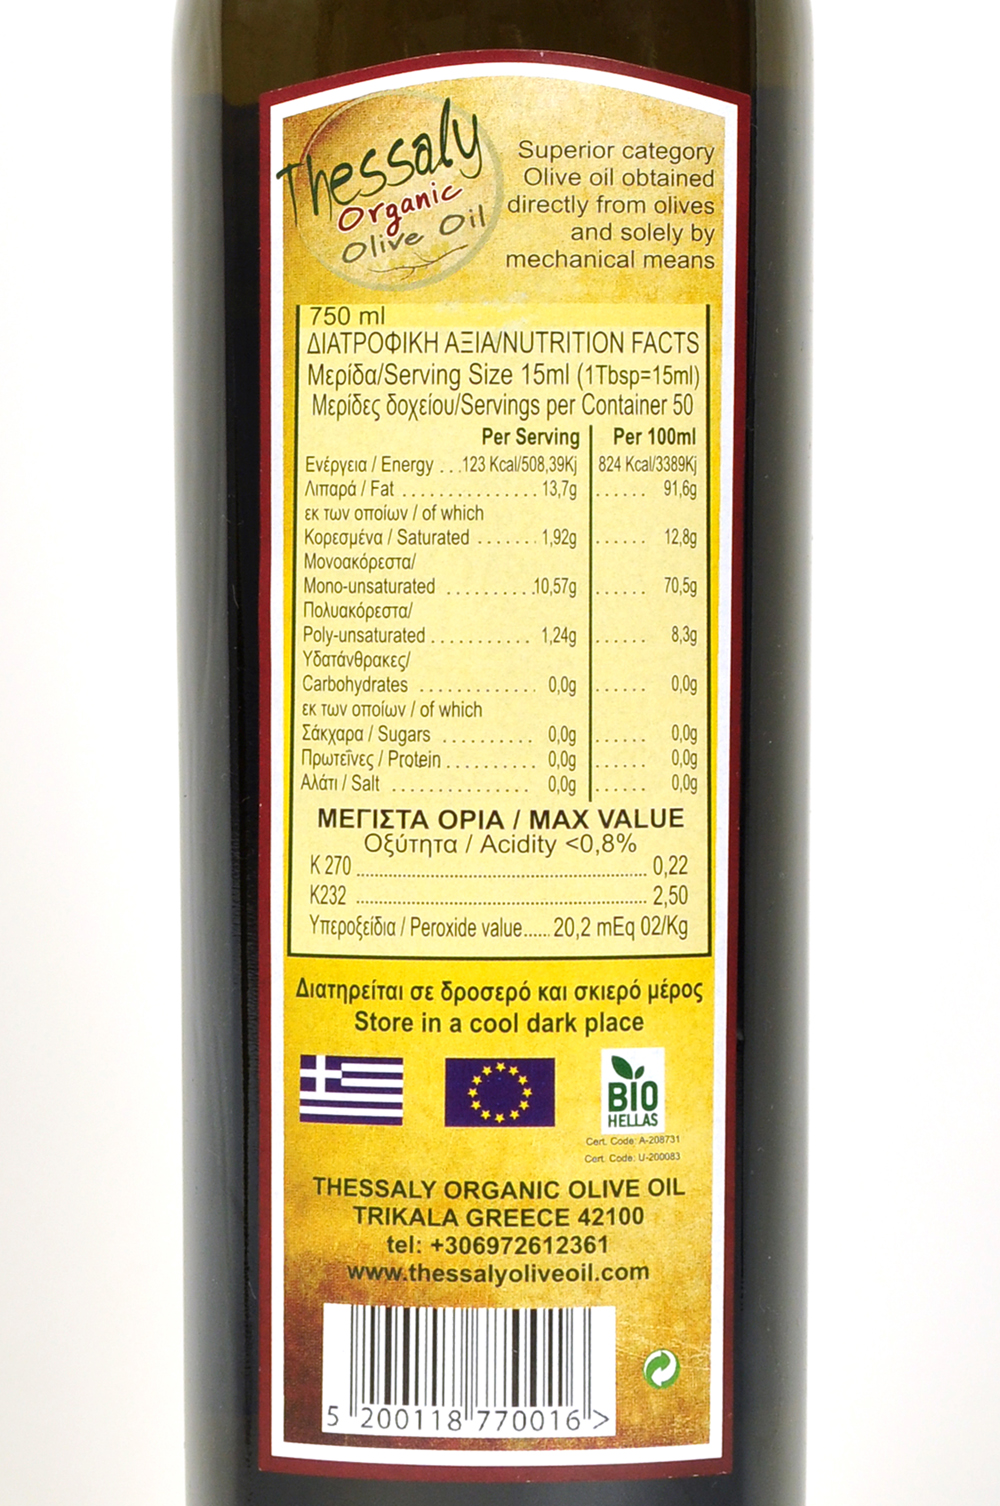 Thessaly
Organic
Olive Oil
Superior category
Olive oil obtained
directly from olives
and solely by
mechanical means
750 ml
ΔΙΑΤΡΟΦΙΚΗ ΑΞΙΑ/NUTRITION FACTS
Μερίδα/Serving Size 15ml (1Tbsp=15ml)
Μερίδες δοχείου/Servings per Container 50
Per Serving Per 100ml
Ενέργεια / Energy ...123 Kcal/508,39Kj 824 Kcal/3389Kj
Λιπαρά / Fat .............. 13,7g ...... 91,6g
εκ των οποίων / of which
Κορεσμένα / Saturated ....... 1,92g ...... 12,8g
Μονοακόρεστα/
Mono-unsaturated ..........10,57g ...... 70,5g
Πολυακόρεστα/
Poly-unsaturated .......... 1,24g ...... 8,3g
Υδατάνθρακες/
Carbohydrates ............ 0,0g ...... 0,0g
εκ των οποίων / of which
Σάκχαρα / Sugars ......... 0,0g ...... 0,0g
Πρωτεΐνες / Protein ......... 0,0g ...... 0,0g
Αλάτι / Salt .............. 0,0g ...... 0,0g
ΜΕΓΙΣΤΑ ΟΡΙΑ / MAX VALUE
Οξύτητα / Acidity <0,8%
K 270 ........ 0,22
K232 ........ 2,50
Υπεροξείδια / Peroxide value...... 20,2 mEq 02/Kg
Διατηρείται σε δροσερό και σκιερό μέρος
Store in a cool dark place
BIO
HELLAS
Cert. Code: A-208731
Cert. Code: U-200083
THESSALY ORGANIC OLIVE OIL
TRIKALA GREECE 42100
tel: +306972612361
www.thessalyoliveoil.com
5 200118 770016 >